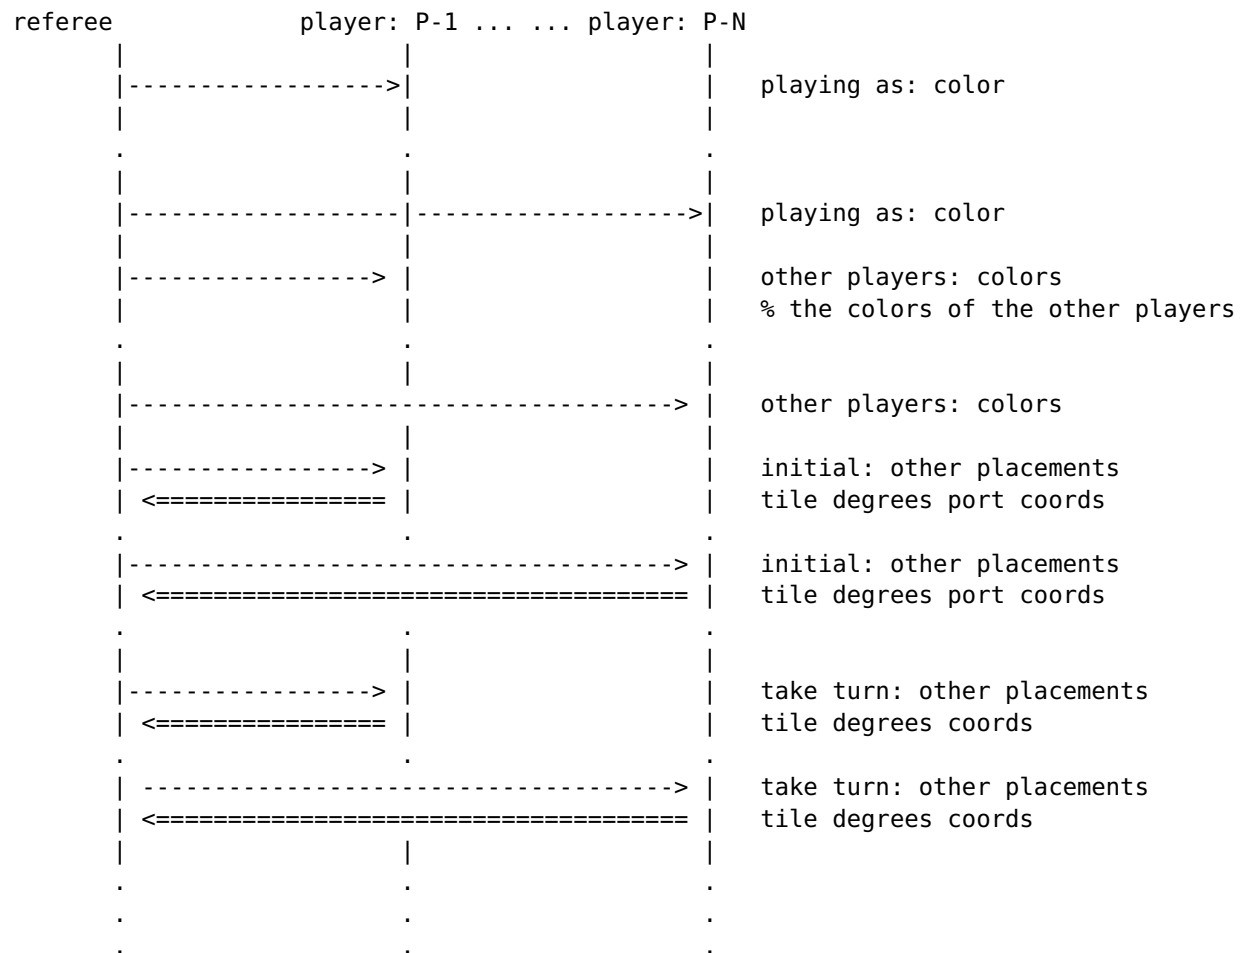 referee             player: P-1 ... ... player: P-N
       |                   |                    |
       |------------------>|                    |   playing as: color
       |                   |                    |
       .                   .                    .
       |                   |                    |
       |-------------------|------------------->|   playing as: color
       |                   |                    |
       |-----------------> |                    |   other players: colors
       |                   |                    |   % the colors of the other players
       .                   .                    .
       |                   |                    |
       |--------------------------------------> |   other players: colors
       |                   |                    |
       |-----------------> |                    |   initial: other placements
       | <================ |                    |   tile degrees port coords
       .                   .                    .
       |--------------------------------------> |   initial: other placements
       | <===================================== |   tile degrees port coords
       .                   .                    .
       |                   |                    |
       |-----------------> |                    |   take turn: other placements
       | <================ |                    |   tile degrees coords
       .                   .                    .
       | -------------------------------------> |   take turn: other placements
       | <===================================== |   tile degrees coords
       |                   |                    |
       .                   .                    .
       .                   .                    .
       .                   .                    .